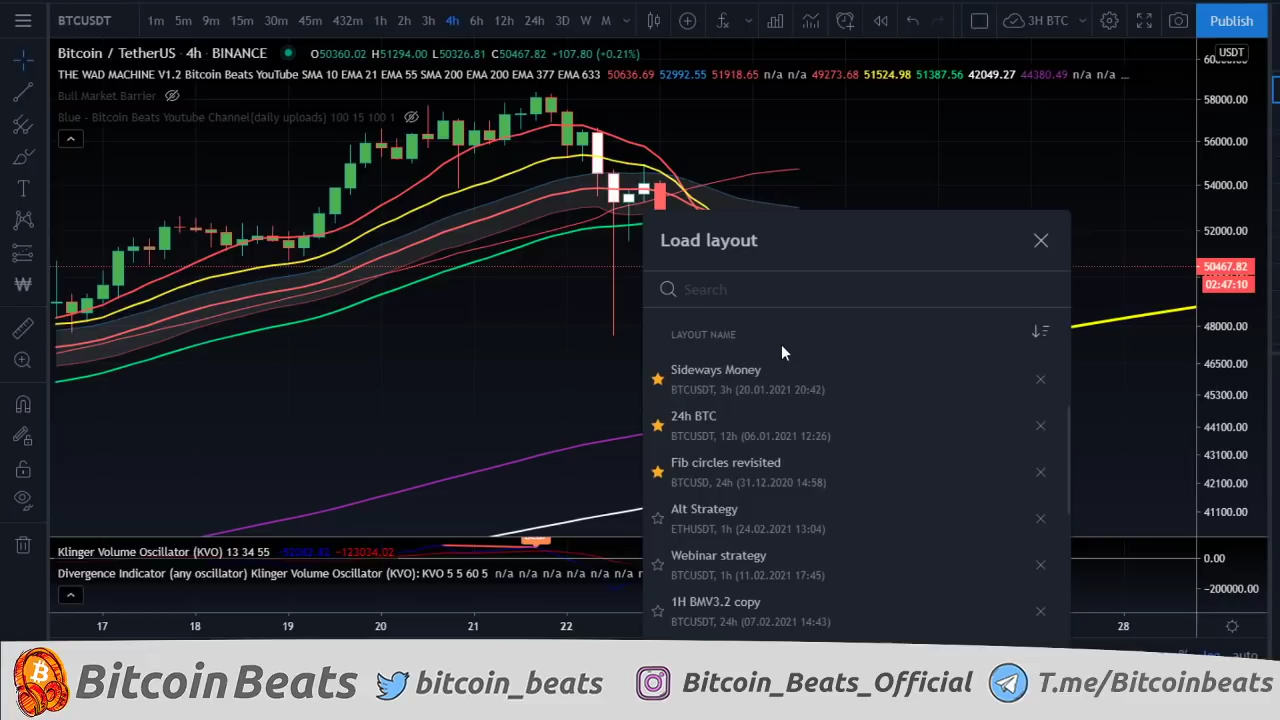 BTCUSDT 1m 5m 9m 15m 30m 45m 432m 1h 2h 3h 4h 6h 12h 24h 3D W M 3H BTC Publish
Bitcoin / TetherUS · 4h · BINANCE O50360.02 H51294.00 L50326.81 C50467.82 +107.80 (+0.21%) USDT
THE WAD MACHINE V1.2 Bitcoin Beats YouTube SMA 10 EMA 21 EMA 55 SMA 200 EMA 200 EMA 377 EMA 633 50636.69 52992.55 51918.65 n/a n/a 49273.68 51524.98 51387.56 42049.27 44380.49 n/a n/a ...
Bull Market Barrier
58000.00
Blue - Bitcoin Beats Youtube Channel(daily uploads) 100 15 100 1
56000.00
54000.00
52000.00
Load layout
50467.82
02:47:10
Search
48000.00
LAYOUT NAME
46500.00
Sideways Money
BTCUSDT, 3h (20.01.2021 20:42)
45300.00
24h BTC
44100.00
BTCUSDT, 12h (06.01.2021 12:26)
43100.00
Fib circles revisited
BTCUSD, 24h (31.12.2020 14:58)
42100.00
Alt Strategy
41100.00
ETHUSDT, 1h (24.02.2021 13:04)
Klinger Volume Oscillator (KVO) 13 34 55 -52082.82 -123034.02
Webinar strategy
0.00
Divergence Indicator (any oscillator) Klinger Volume Oscillator (KVO): KVO 5 5 60 5 n/a n/a n/a n/a n/a n/a
BTCUSDT, 1h (11.02.2021 17:45)
-200000.00
1H BMV3.2 copy
BTCUSDT, 24h (07.02.2021 14:43)
17 18 19 20 21 22 28
% log auto
Bitcoin Beats bitcoin_beats Bitcoin_Beats_Official T.me/Bitcoinbeats